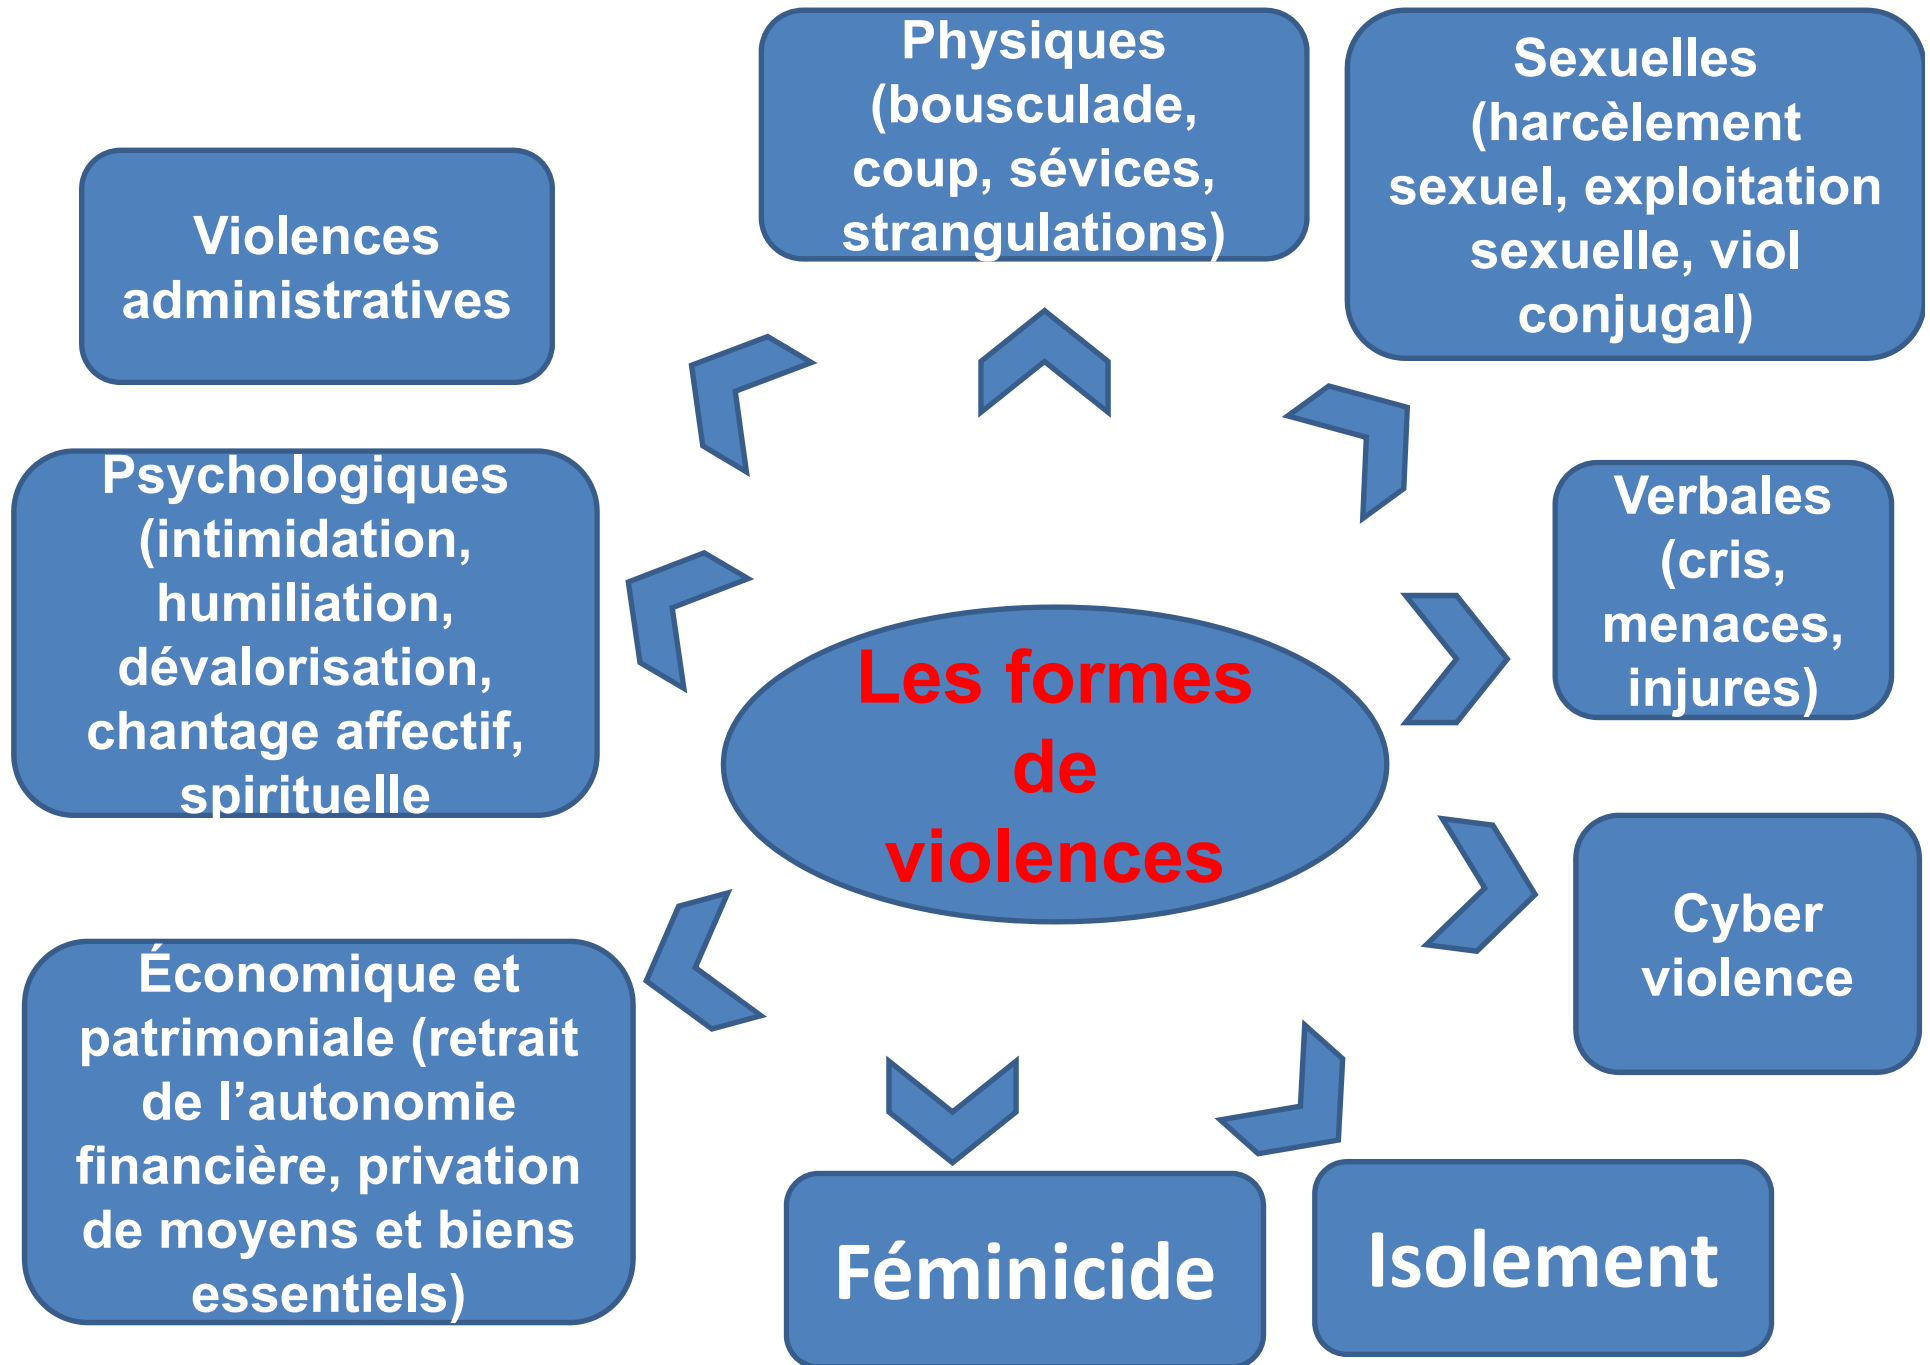 Physiques
(bousculade,
coup, sévices,
strangulations)
Sexuelles
(harcèlement
sexuel, exploitation
sexuelle, viol
conjugal)
Violences
administratives
Psychologiques
(intimidation,
humiliation,
dévalorisation,
chantage affectif,
spirituelle
Verbales
(cris,
menaces,
injures)
Les formes
de
violences
Cyber
violence
Économique et
patrimoniale (retrait
de l’autonomie
financière, privation
de moyens et biens
essentiels)
Féminicide
Isolement